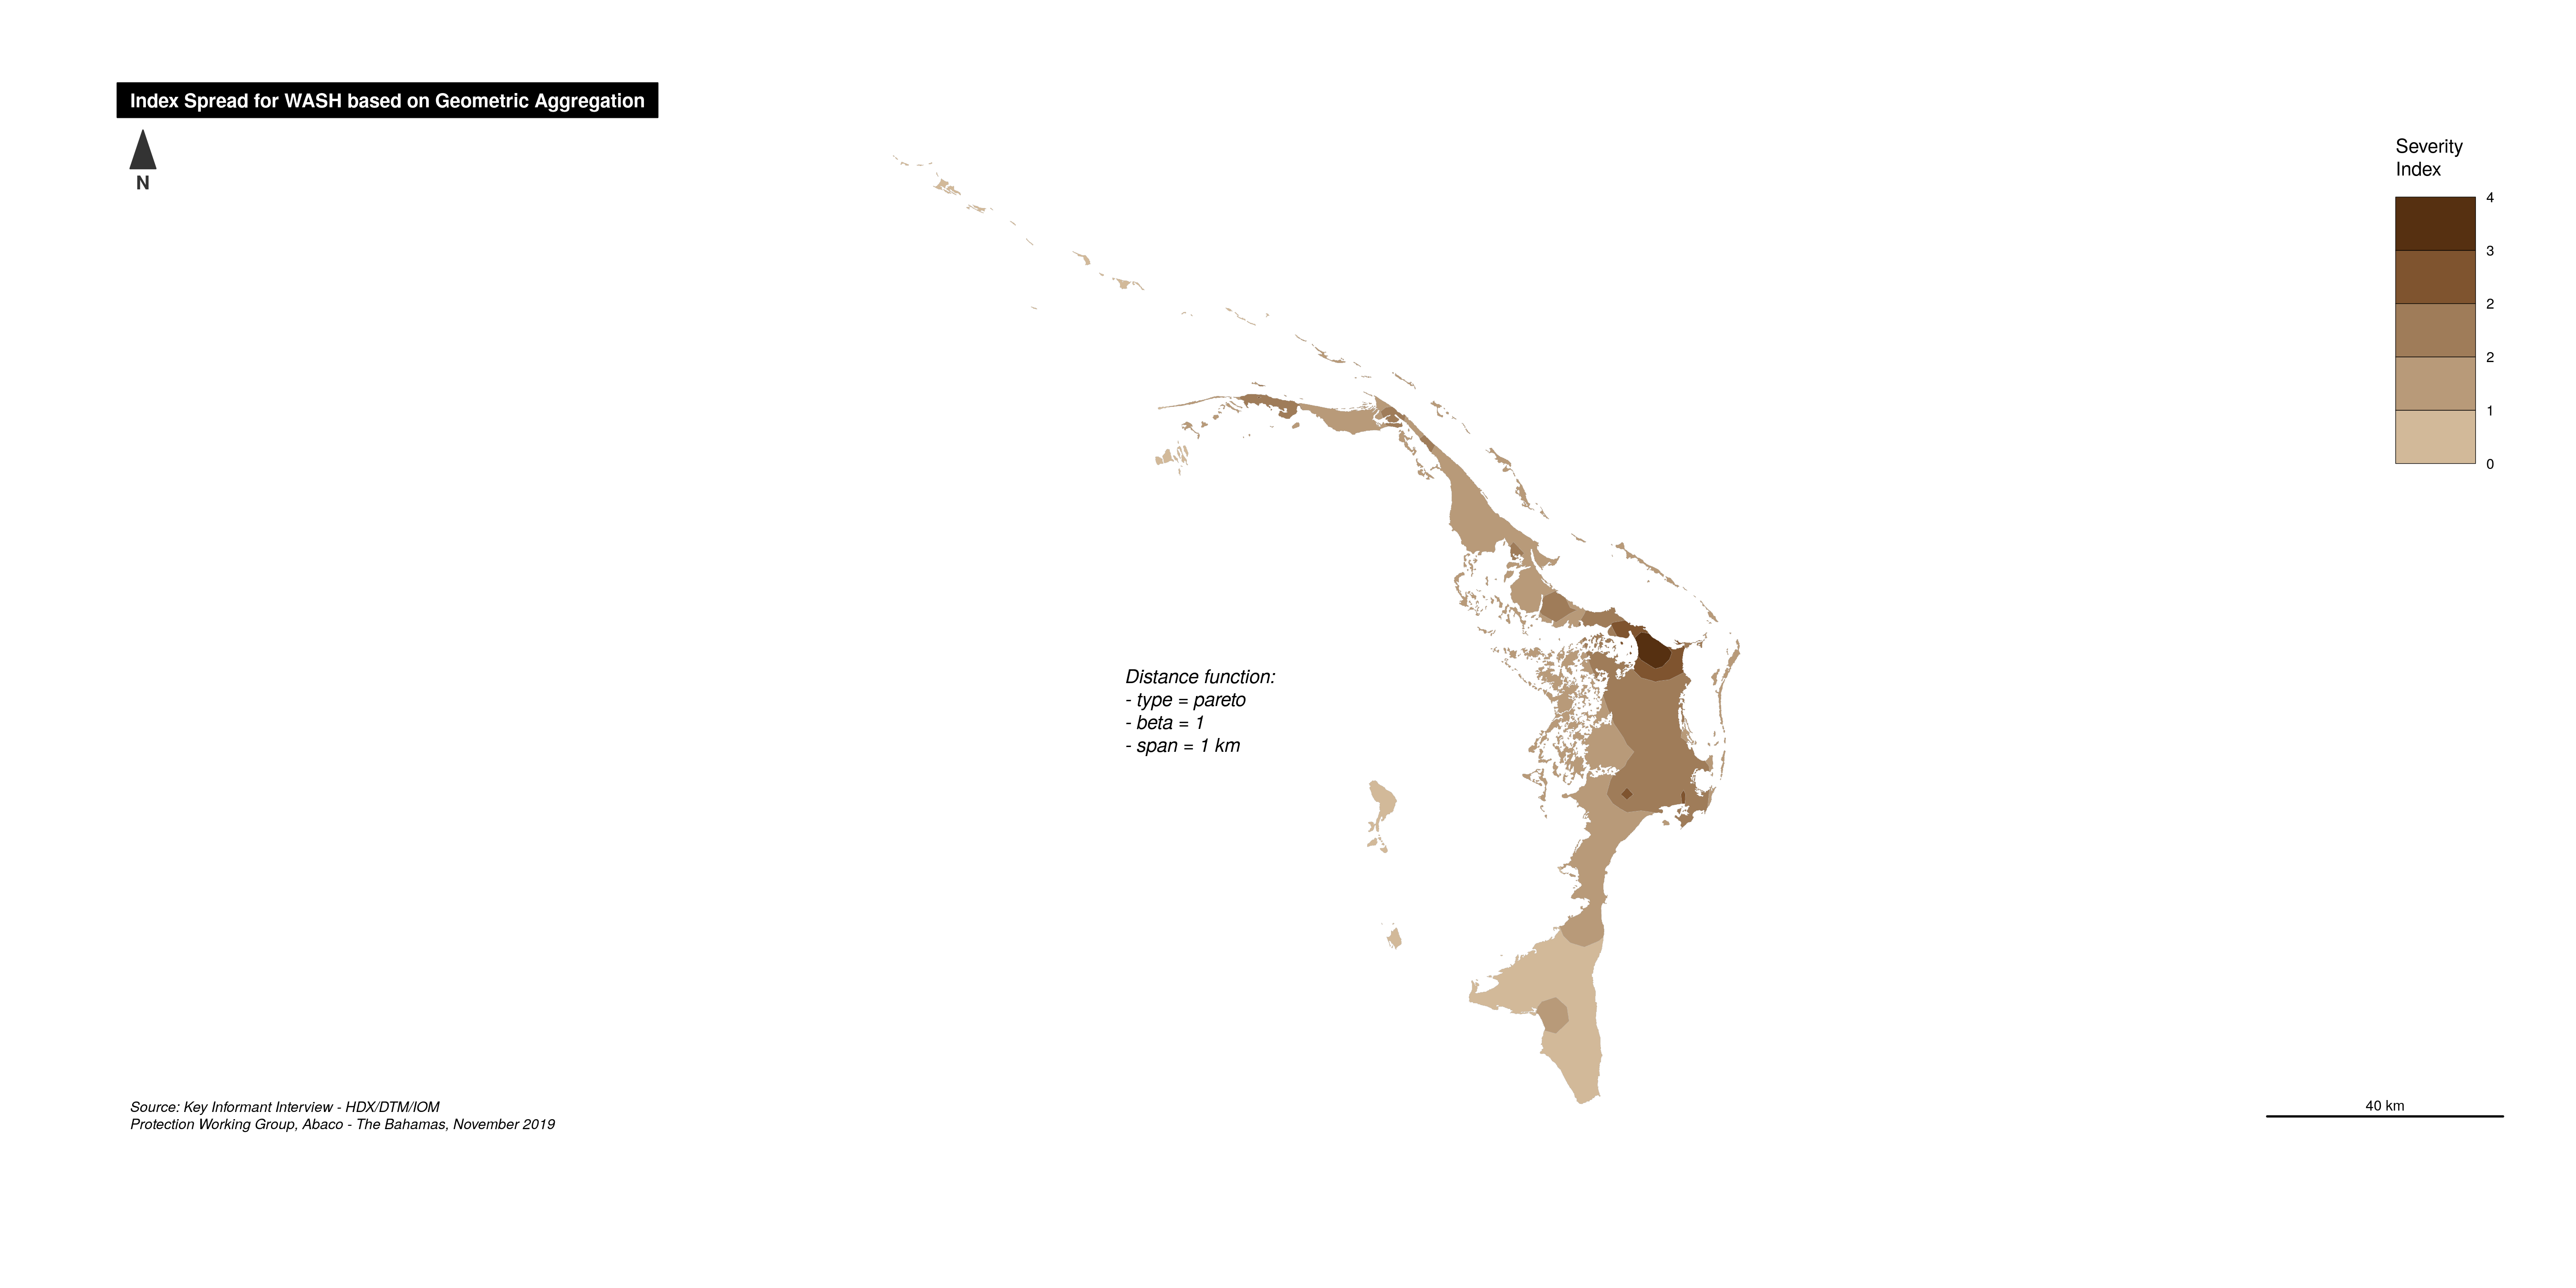 Index Spread for WASH based on Geometric Aggregation
N
Severity
Index
4
3
2
2
1
0
Distance function:
- type = pareto
- beta = 1
- span = 1 km
Source: Key Informant Interview - HDX/DTM/IOM
Protection Working Group, Abaco - The Bahamas, November 2019
40 km